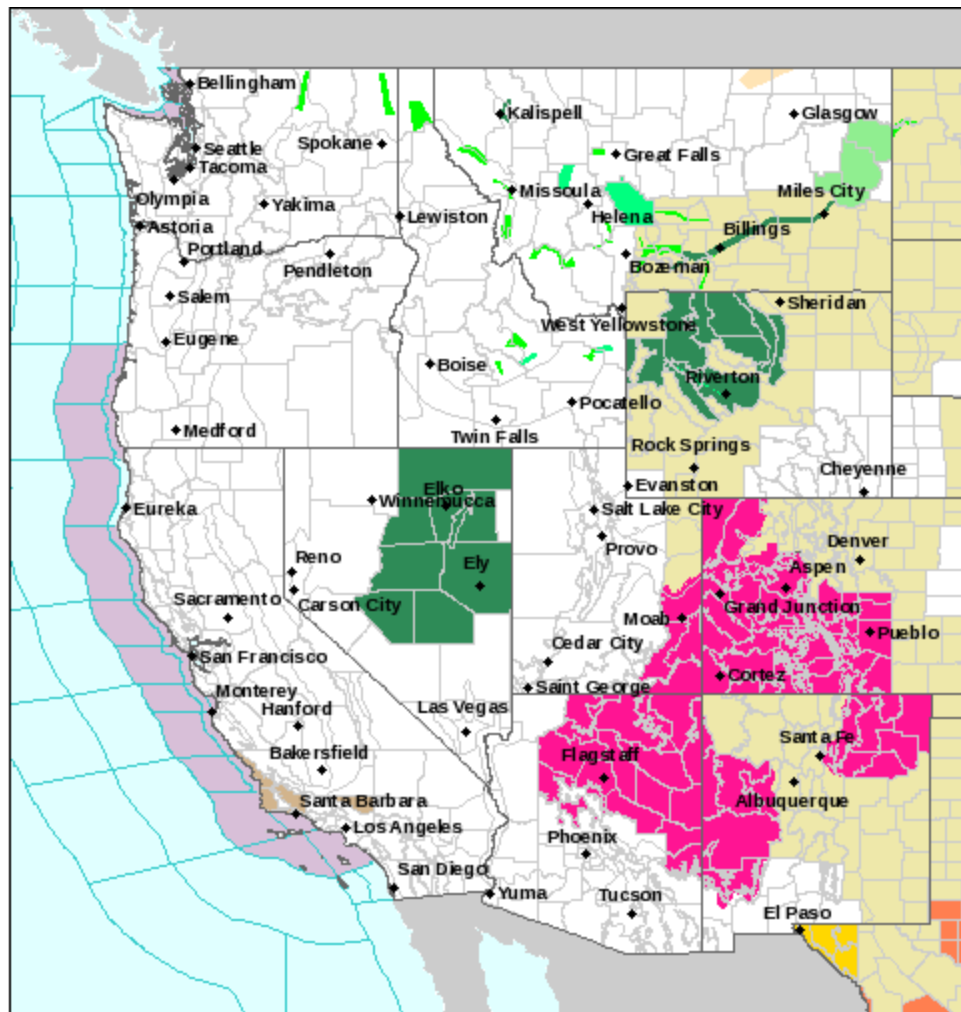 Bellingham
Kalispell
Glasgow
Seattle
Spokane
Great Falls
Tacoma
Missoula
Miles City
Olympia
Yakima
Lewiston
Helena
Astoria
Billings
Portland
Pendleton
Bozeman
Salem
Sheridan
West Yellowstone
Eugene
Boise
Riverton
Pocatello
Medford
Twin Falls
Rock Springs
Cheyenne
Elko
Evanston
Winnemucca
Eureka
Salt Lake City
Denver
Provo
Reno
Ely
Aspen
Sacramento
Carson City
Grand Junction
Moab
Pueblo
Cedar City
San Francisco
Cortez
Saint George
Monterey
Hanford
Las Vegas
Santa Fe
Bakersfield
Flagstaff
Albuquerque
Santa Barbara
Los Angeles
Phoenix
San Diego
Yuma
Tucson
El Paso